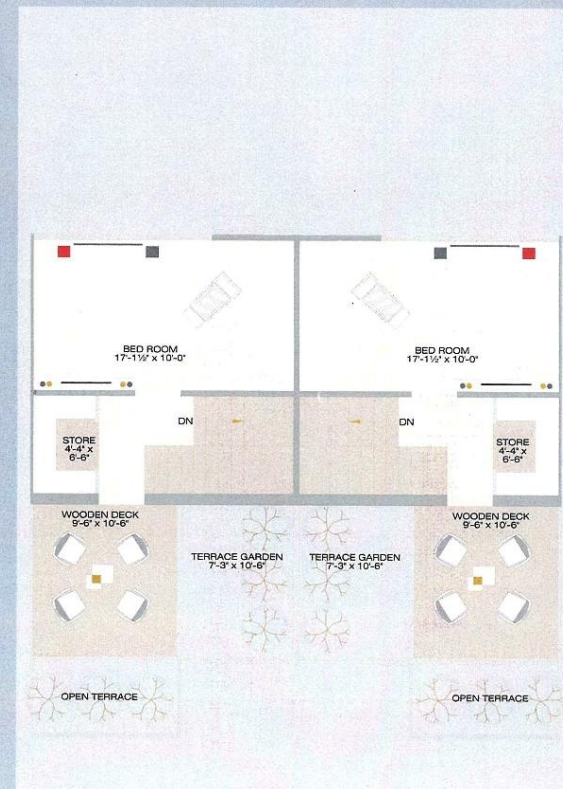 BED ROOM
17'-1½" x 10'-0"
BED ROOM
17'-1½" x 10'-0"
DN
DN
STORE
4'-4" x
6'-6"
STORE
4'-4" x
6'-6"
WOODEN DECK
9'-6" x 10'-6"
WOODEN DECK
9'-6" x 10'-6"
TERRACE GARDEN
7'-3" x 10'-6"
TERRACE GARDEN
7'-3" x 10'-6"
OPEN TERRACE
OPEN TERRACE